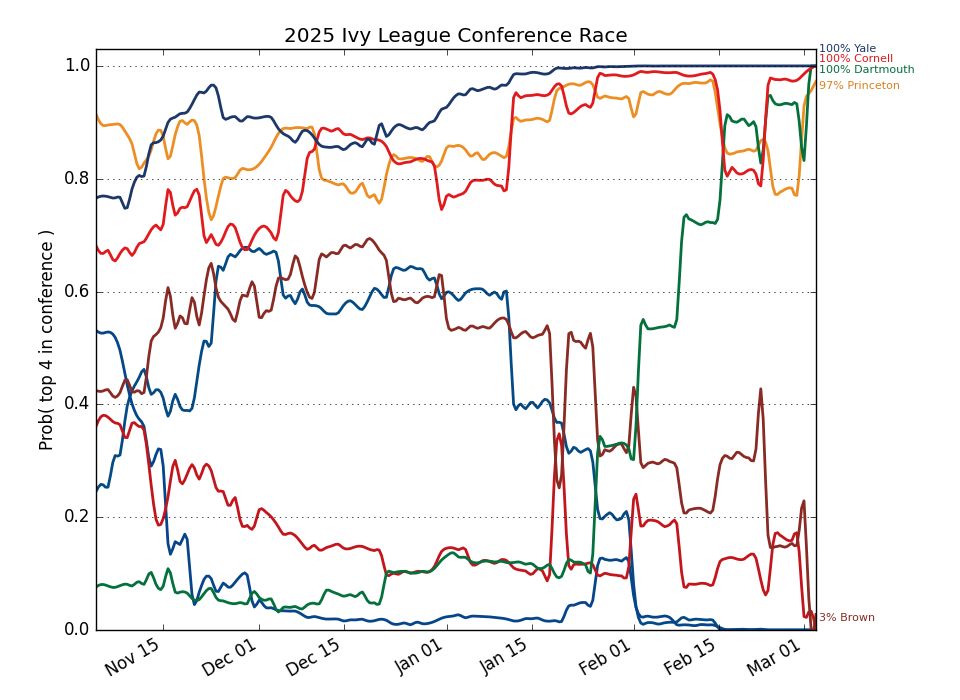 2025 Ivy League Conference Race
100% Yale
100% Cornell
100% Dartmouth
97% Princeton
3% Brown
Prob( top 4 in conference )
1.0
0.8
0.6
0.4
0.2
0.0
Nov 15
Dec 01
Dec 15
Jan 01
Jan 15
Feb 01
Feb 15
Mar 01